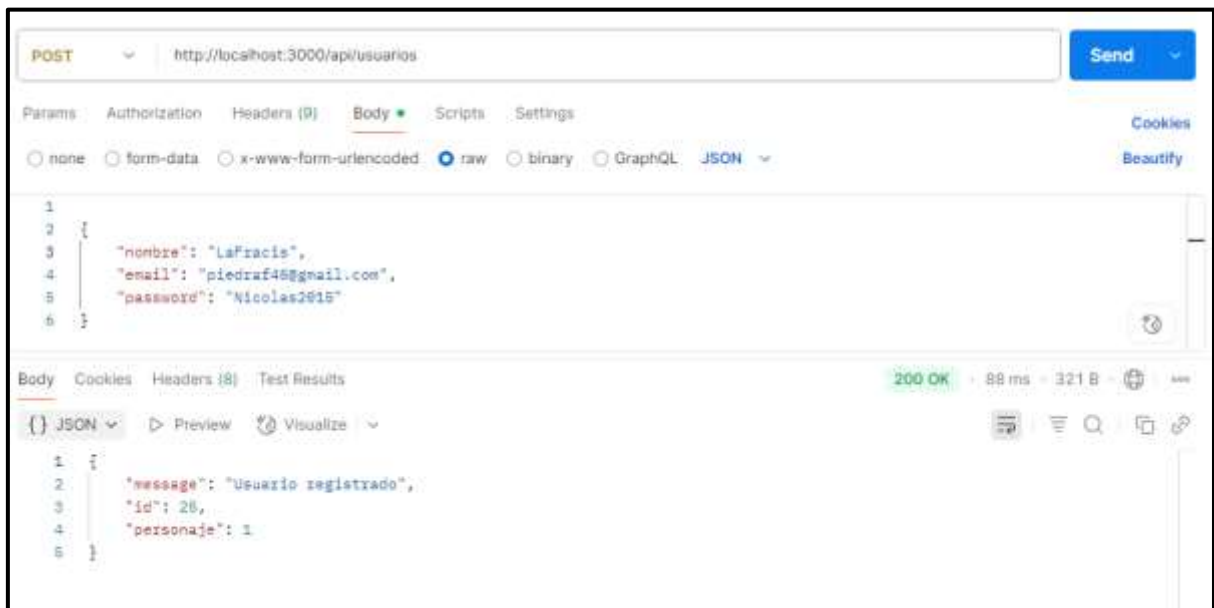 POST http://localhost:3000/api/usuarios Send
Params Authorization Headers (9) Body Scripts Settings Cookies
none form-data x-www-form-urlencoded raw binary GraphQL JSON Beautify
1
2 {
3 "nombre": "LaFracis",
4 "email": "piedraf46@gmail.com",
5 "password": "Nicolas2015"
6 }
Body Cookies Headers (8) Test Results 200 OK 88 ms 321 B
{} JSON Preview Visualize
1 {
2 "message": "Usuario registrado",
3 "id": 26,
4 "personaje": 1
5 }